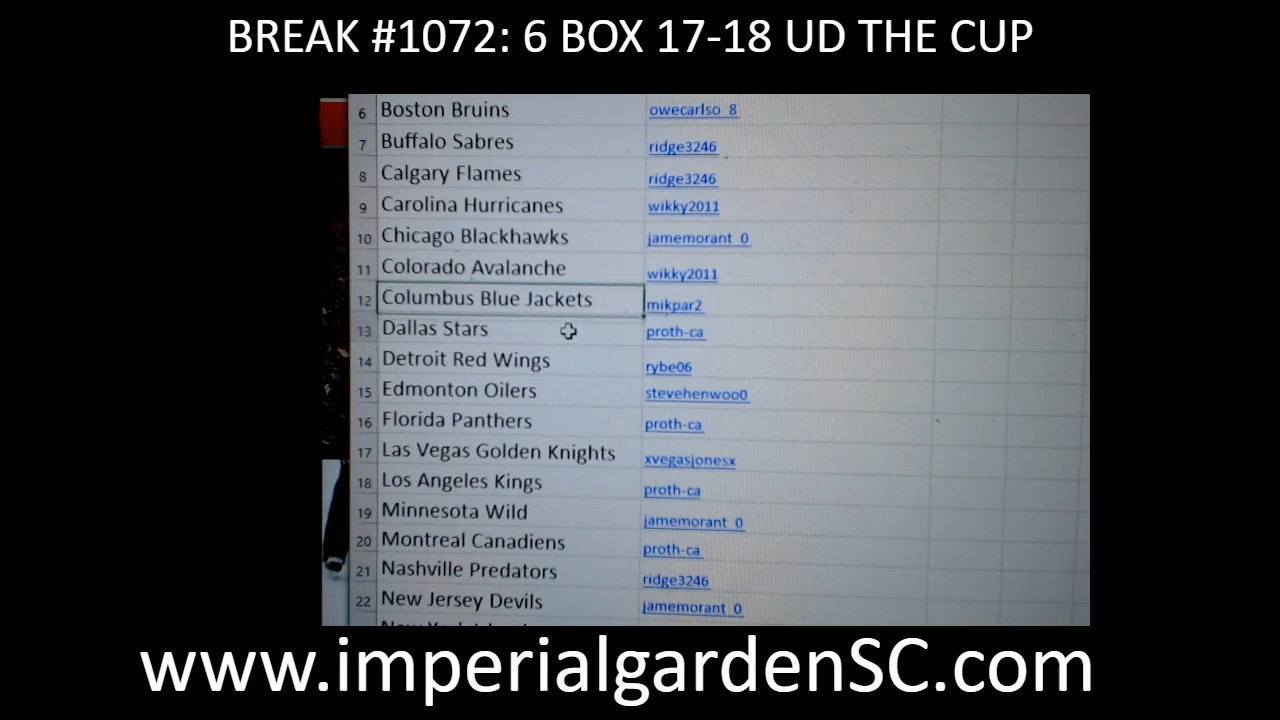 BREAK #1072: 6 BOX 17-18 UD THE CUP
6 Boston Bruins owecarlso_8
7 Buffalo Sabres ridge3246
8 Calgary Flames ridge3246
9 Carolina Hurricanes wikky2011
10 Chicago Blackhawks jamemorant_0
11 Colorado Avalanche wikky2011
12 Columbus Blue Jackets mikpar2
13 Dallas Stars proth-ca
14 Detroit Red Wings rybe06
15 Edmonton Oilers stevehenwoo0
16 Florida Panthers proth-ca
17 Las Vegas Golden Knights xvegasjonesx
18 Los Angeles Kings proth-ca
19 Minnesota Wild jamemorant_0
20 Montreal Canadiens proth-ca
21 Nashville Predators ridge3246
22 New Jersey Devils jamemorant_0
www.imperialgardenSC.com